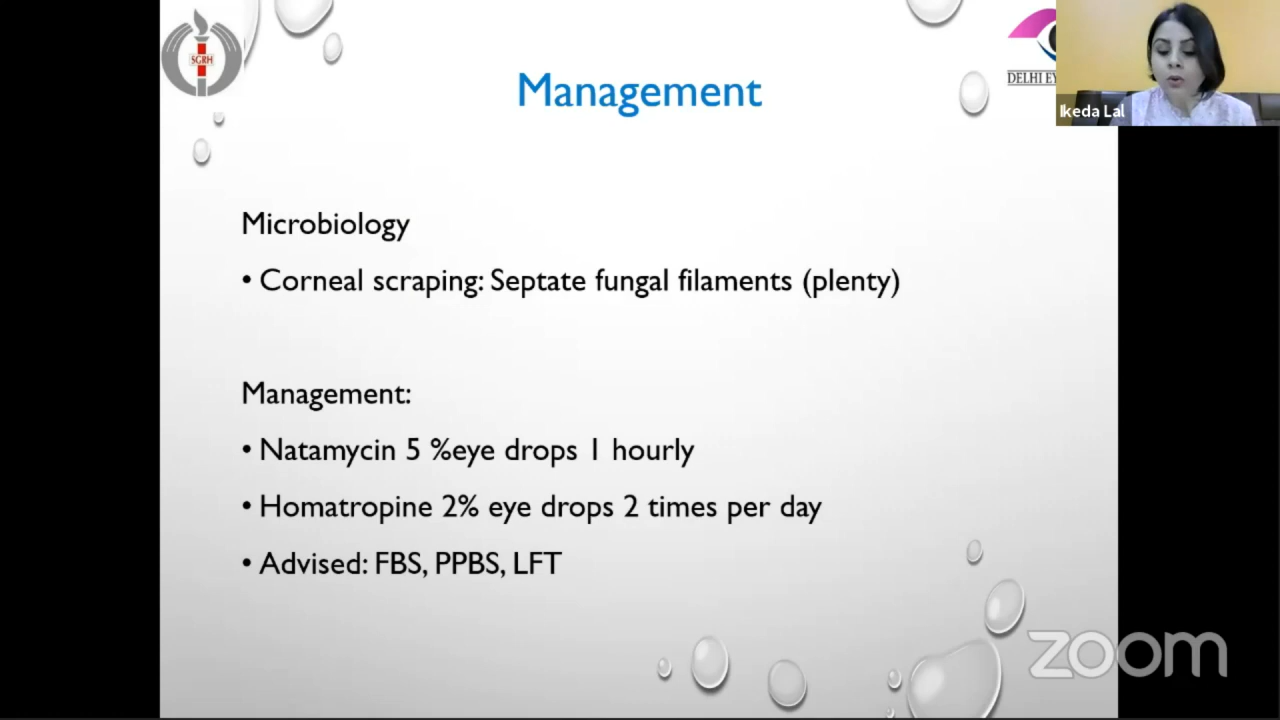 SGRH
Management
DELHI EY
Ikeda Lal
Microbiology
• Corneal scraping: Septate fungal filaments (plenty)
Management:
• Natamycin 5 %eye drops 1 hourly
• Homatropine 2% eye drops 2 times per day
• Advised: FBS, PPBS, LFT
zoom